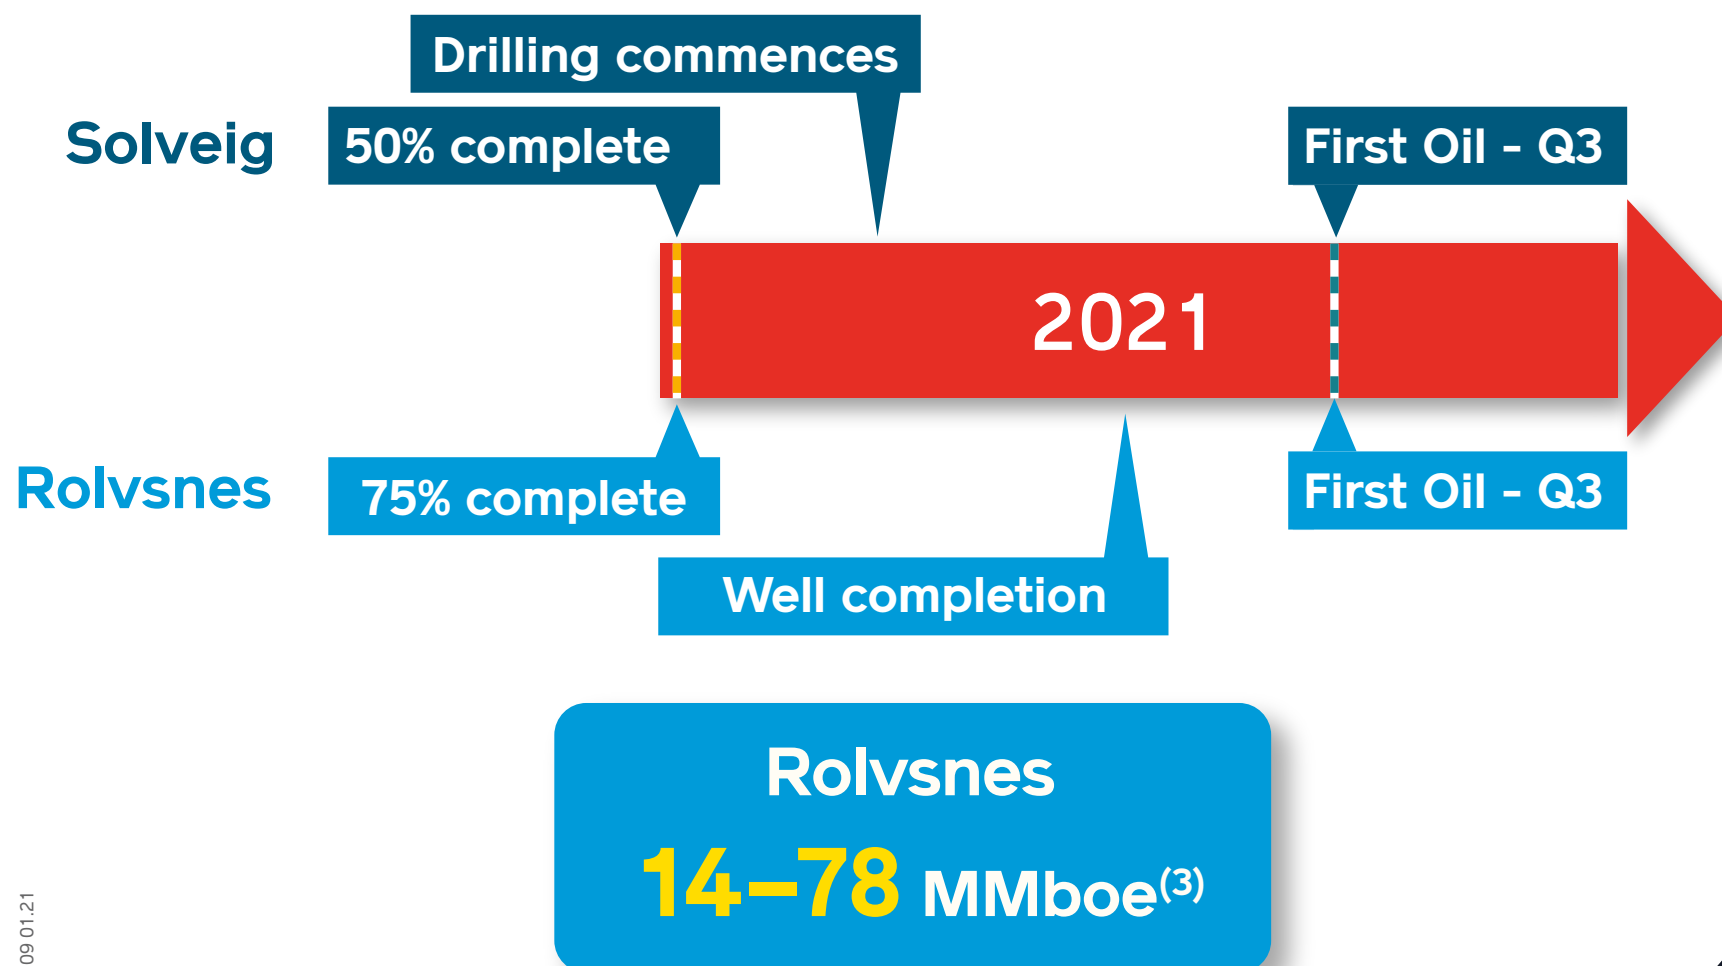 Drilling commences
Solveig
50% complete
First Oil - Q3
2021
Rolvsnes
75% complete
First Oil - Q3
Well completion
Rolvsnes
14–78 MMboe(3)
09 01.21